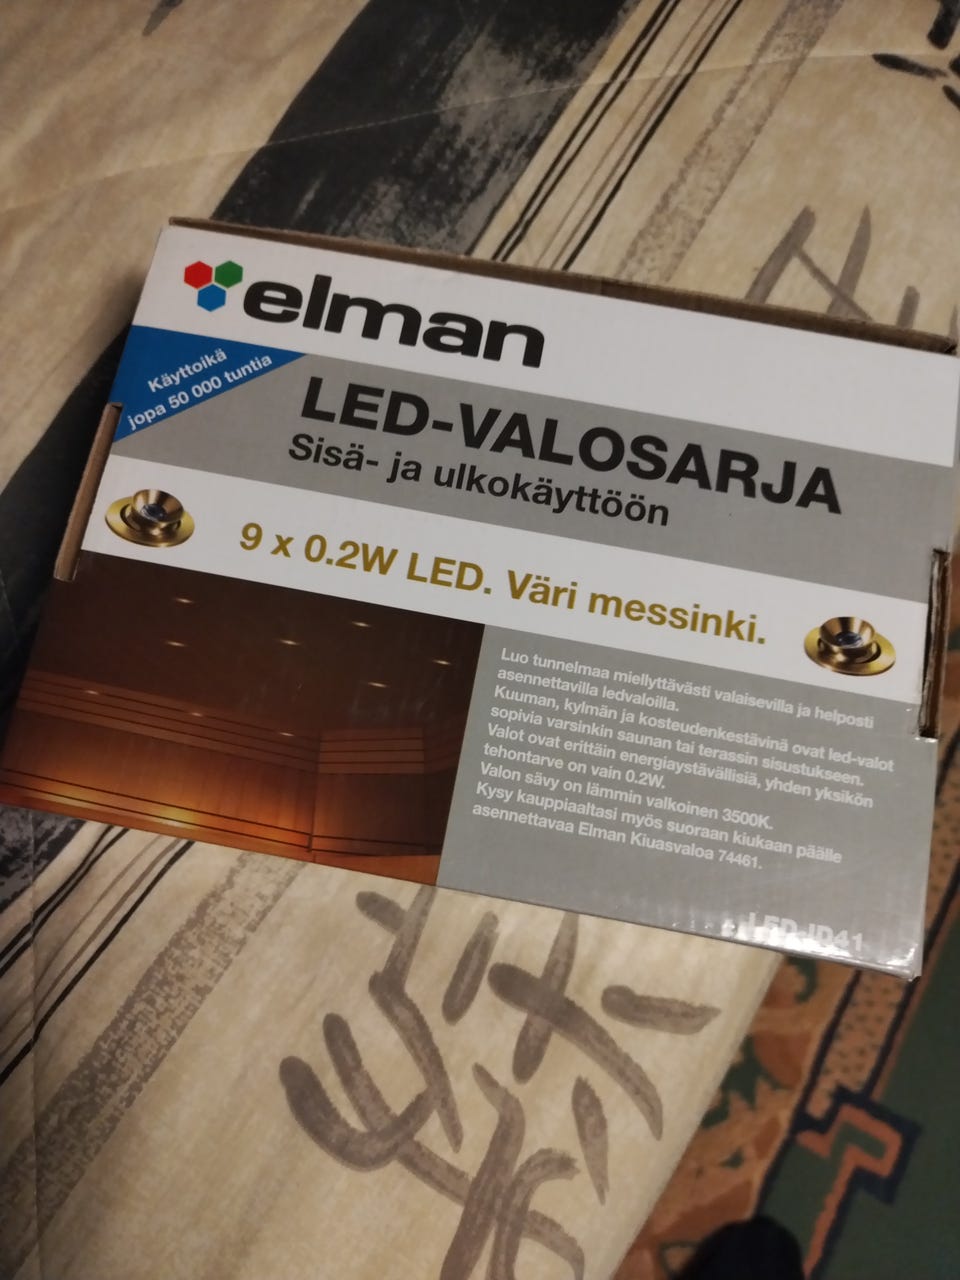 elman
Käyttoikä
jopa 50 000 tuntia
LED-VALOSARJA
Sisä- ja ulkokäyttöön
9 x 0.2W LED. Väri messinki.
Luo tunnelmaa miellyttävästi valaisevilla ja helposti
asennettavilla ledvaloilla.
Kuuman, kylmän ja kosteudenkestävinä ovat led-valot
sopivia varsinkin saunan tai terassin sisustukseen.
Valot ovat erittäin energiaystävällisiä, yhden yksikön
tehontarve on vain 0.2W.
Valon sävy on lämmin valkoinen 3500K.
Kysy kauppiaaltasi myös suoraan kiukaan päälle
asennettavaa Elman Kiuasvaloa 74461.
LED-JD41